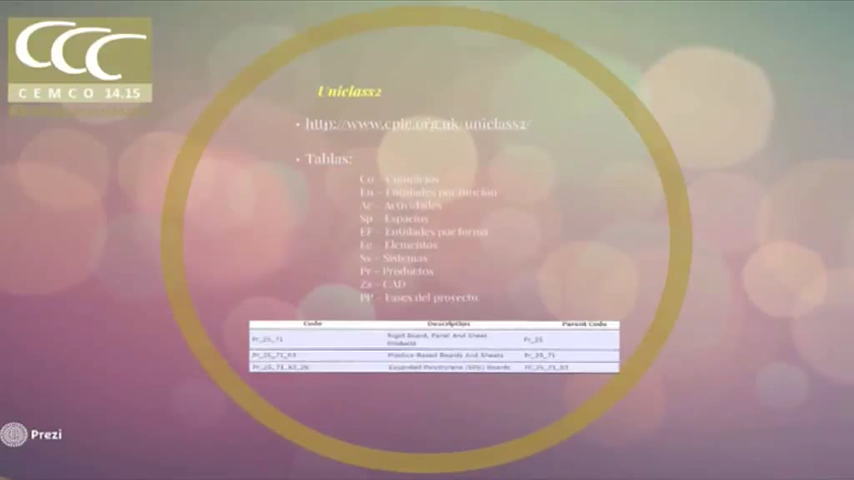 CCC
CEMCO 14.15
Uniclass2
• http://www.cpic.org.uk/uniclass2/
• Tablas:
Co - Complejos
En - Entidades por función
Ac - Actividades
Sp - Espacios
EF - Entidades por forma
Ee - Elementos
Ss - Sistemas
Pr - Productos
Zz - CAD
PP - Fases del proyecto
Code Description Parent Code
Pr_25_71 Rigid Board, Panel And Sheet Products Pr_25
Pr_25_71_63 Plastics-Based Boards And Sheets Pr_25_71
Pr_25_71_63_26 Expanded Polystyrene (EPS) Boards Pr_25_71_63
Prezi